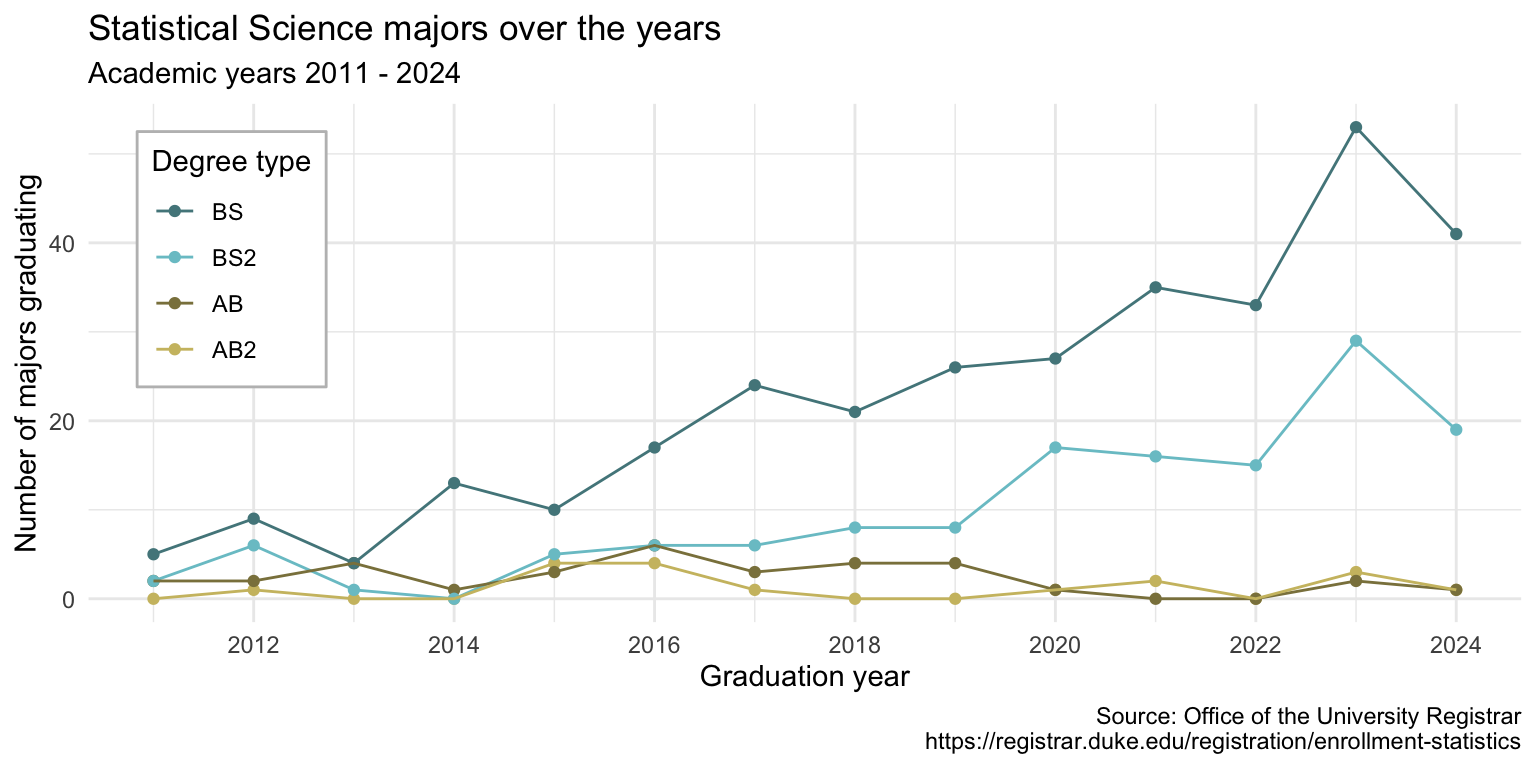 Statistical Science majors over the years
Academic years 2011 - 2024
Number of majors graduating
Degree type
BS
BS2
AB
AB2
40
20
0
2012 2014 2016 2018 2020 2022 2024
Graduation year
Source: Office of the University Registrar
https://registrar.duke.edu/registration/enrollment-statistics